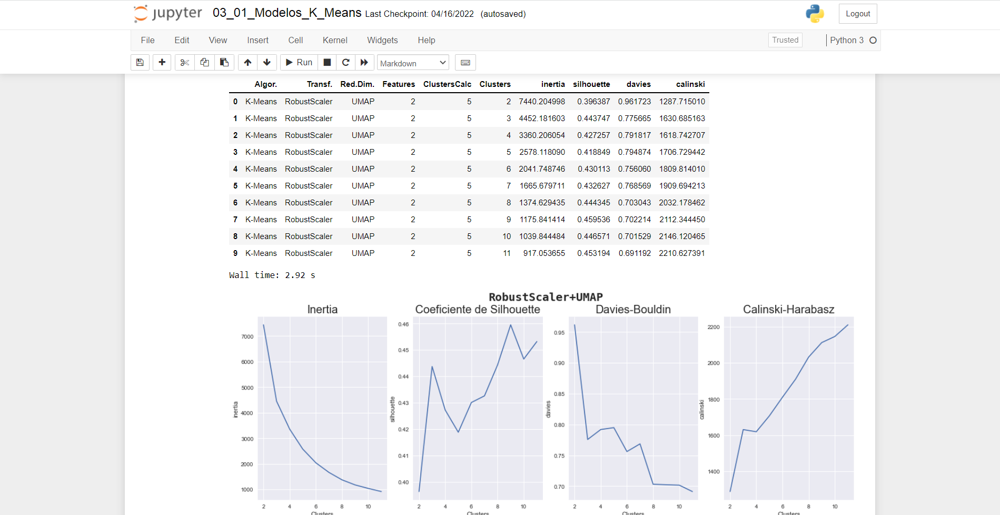 jupyter 03_01_Modelos_K_Means Last Checkpoint: 04/16/2022 (autosaved) Logout
File Edit View Insert Cell Kernel Widgets Help Trusted Python 3
Run Markdown
Algor. Transf. Red.Dim. Features ClustersCalc Clusters inertia silhouette davies calinski
0 K-Means RobustScaler UMAP 2 5 2 7440.204998 0.396387 0.961723 1287.715010
1 K-Means RobustScaler UMAP 2 5 3 4452.181603 0.443747 0.775665 1630.685163
2 K-Means RobustScaler UMAP 2 5 4 3360.206054 0.427257 0.791817 1618.742707
3 K-Means RobustScaler UMAP 2 5 5 2578.118090 0.418849 0.794874 1706.729442
4 K-Means RobustScaler UMAP 2 5 6 2041.748746 0.430113 0.756060 1809.814010
5 K-Means RobustScaler UMAP 2 5 7 1665.679711 0.432627 0.768569 1909.694213
6 K-Means RobustScaler UMAP 2 5 8 1374.629435 0.444345 0.703043 2032.178462
7 K-Means RobustScaler UMAP 2 5 9 1175.841414 0.459536 0.702214 2112.344450
8 K-Means RobustScaler UMAP 2 5 10 1039.844484 0.446571 0.701529 2146.120465
9 K-Means RobustScaler UMAP 2 5 11 917.053655 0.453194 0.691192 2210.627391
Wall time: 2.92 s
RobustScaler+UMAP
Inertia
7000
6000
5000
4000
3000
2000
1000
inertia
2 4 6 8 10
Clusters
Coeficiente de Silhouette
0.46
0.45
0.44
0.43
0.42
0.41
0.40
silhouette
2 4 6 8 10
Clusters
Davies-Bouldin
0.95
0.90
0.85
0.80
0.75
0.70
davies
2 4 6 8 10
Clusters
Calinski-Harabasz
2200
2000
1800
1600
1400
calinski
2 4 6 8 10
Clusters